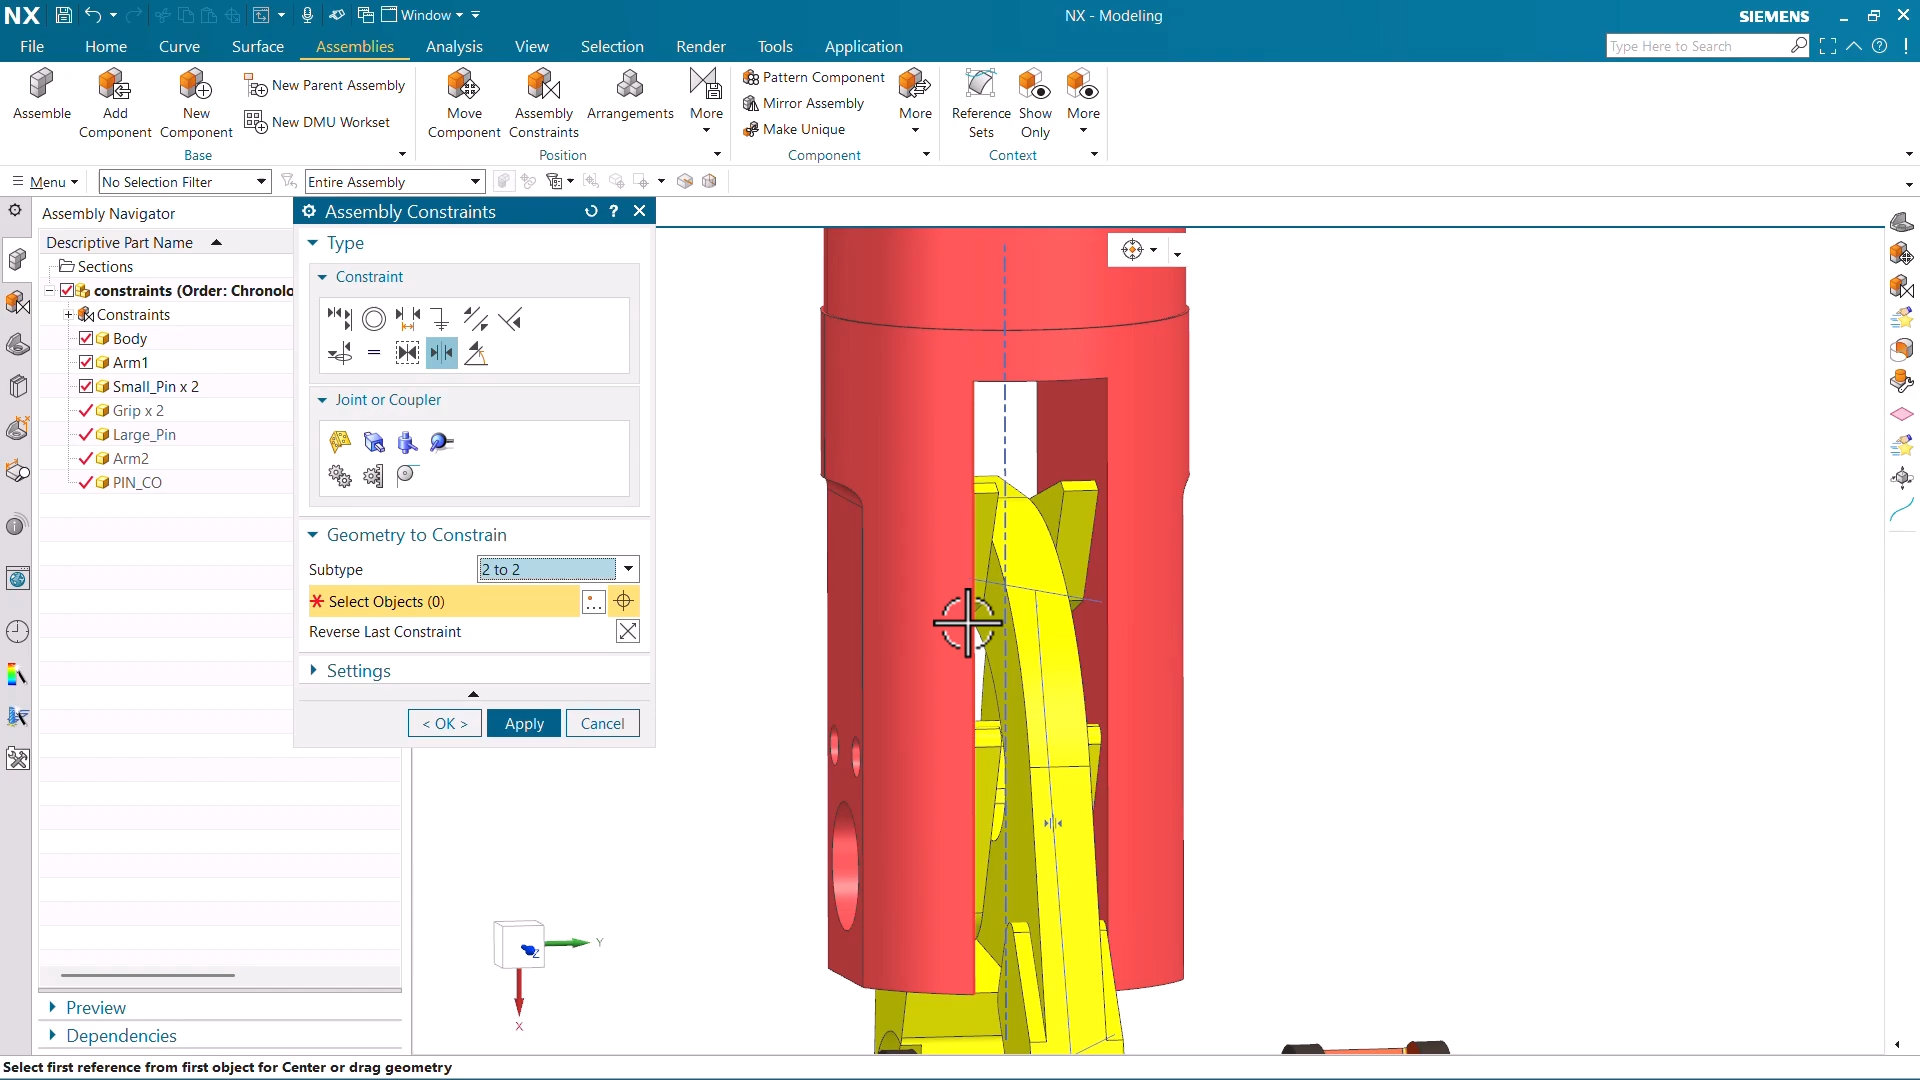 NX
Window
NX - Modeling
SIEMENS
File
Home
Curve
Surface
Assemblies
Analysis
View
Selection
Render
Tools
Application
Type Here to Search
Assemble
Add Component
New Component
New Parent Assembly
New DMU Workset
Base
Move Component
Assembly Constraints
Arrangements
More
Position
Pattern Component
Mirror Assembly
Make Unique
More
Component
Reference Sets
Show Only
More
Context
Menu
No Selection Filter
Entire Assembly
Assembly Navigator
Descriptive Part Name
Sections
constraints (Order: Chronolo
Constraints
Body
Arm1
Small_Pin x 2
Grip x 2
Large_Pin
Arm2
PIN_CO
Preview
Dependencies
Assembly Constraints
Type
Constraint
Joint or Coupler
Geometry to Constrain
Subtype
2 to 2
* Select Objects (0)
Reverse Last Constraint
Settings
< OK >
Apply
Cancel
Z
Y
X
Select first reference from first object for Center or drag geometry